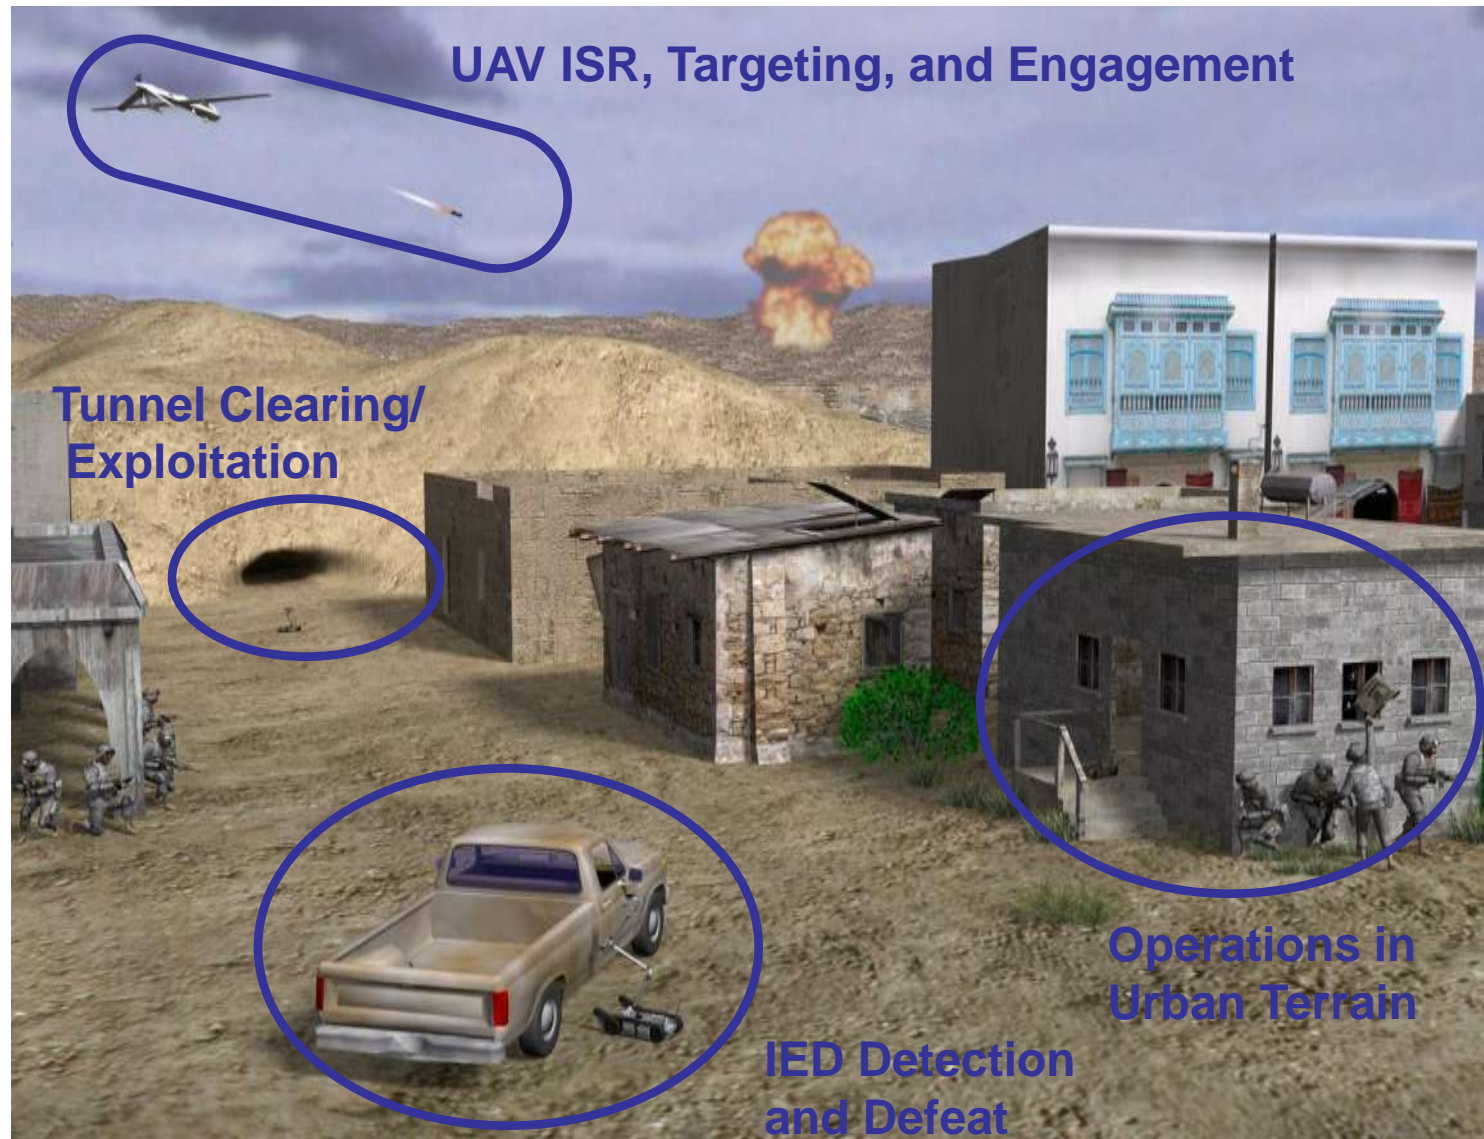 UAV ISR, Targeting, and Engagement
Tunnel Clearing/
Exploitation
Operations in
Urban Terrain
IED Detection
and Defeat